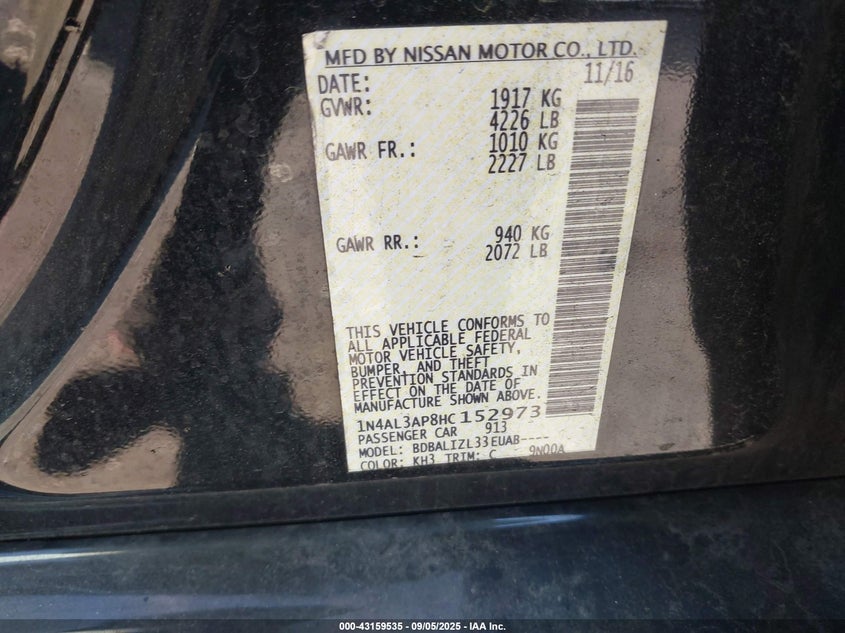 MFD BY NISSAN MOTOR CO., LTD.
DATE: 11/16
GVWR: 1917 KG
4226 LB
GAWR FR.: 1010 KG
2227 LB
GAWR RR.: 940 KG
2072 LB
THIS VEHICLE CONFORMS TO
ALL APPLICABLE FEDERAL
MOTOR VEHICLE SAFETY,
BUMPER, AND THEFT
PREVENTION STANDARDS IN
EFFECT ON THE DATE OF
MANUFACTURE SHOWN ABOVE.
1N4AL3AP8HC152973
PASSENGER CAR 913
MODEL: BDBALIZL33EUAB----
COLOR: KH3 TRIM: C 9N00A
000-43159535 - 09/05/2025 - IAA Inc.